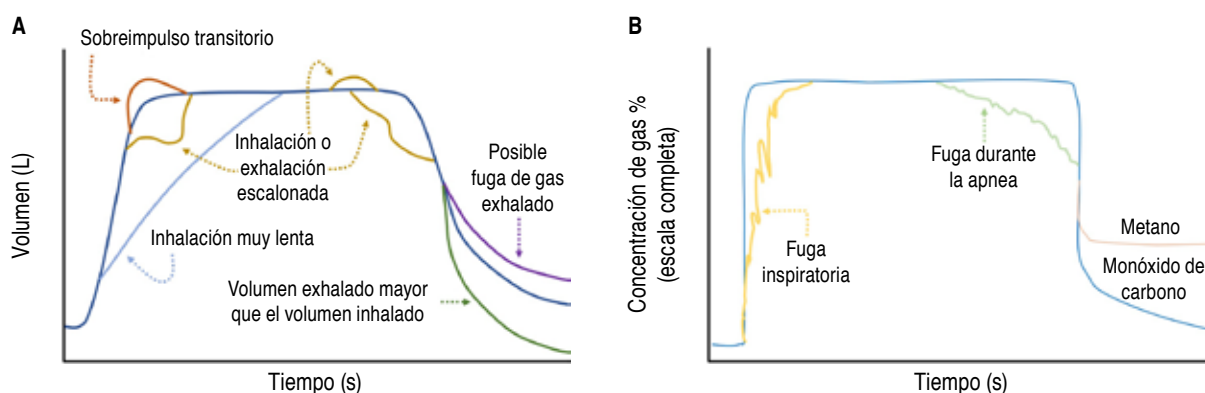 A
Sobreimpulso transitorio
Volumen (L)
Inhalación o
exhalación
escalonada
Inhalación muy lenta
Posible
fuga de gas
exhalado
Volumen exhalado mayor
que el volumen inhalado
Tiempo (s)
B
Concentración de gas %
(escala completa)
Fuga durante
la apnea
Fuga
inspiratoria
Metano
Monóxido de
carbono
Tiempo (s)